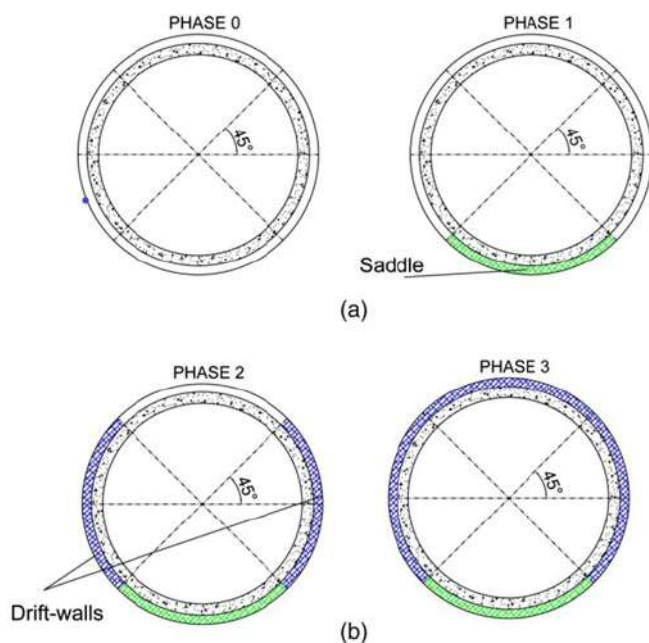 PHASE 0
PHASE 1
45°
45°
Saddle
(a)
PHASE 2
PHASE 3
45°
45°
Drift-walls
(b)